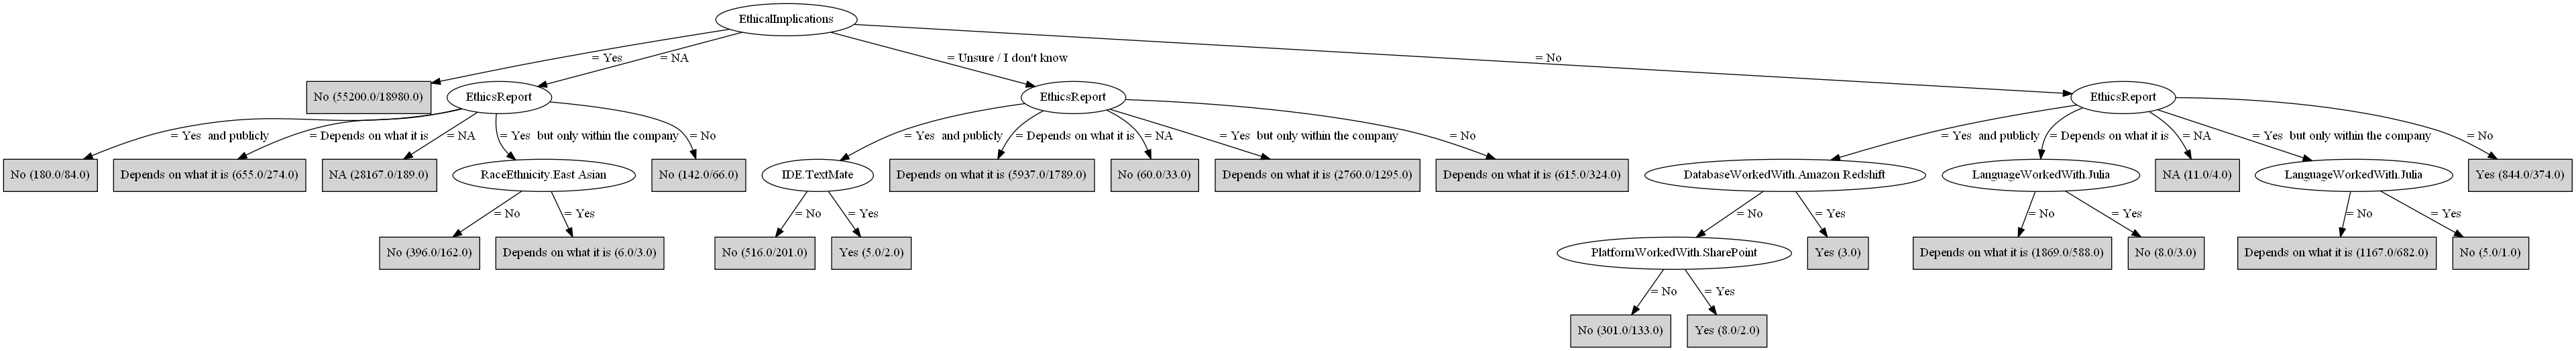 EthicalImplications
= Yes
= NA
= Unsure / I don't know
= No
No (55200.0/18980.0)
EthicsReport
EthicsReport
EthicsReport
= Yes  and publicly
= Depends on what it is
= NA
= Yes  but only within the company
= No
= Yes  and publicly
= Depends on what it is
= NA
= Yes  but only within the company
= No
= Yes  and publicly
= Depends on what it is
= NA
= Yes  but only within the company
= No
No (180.0/84.0)
Depends on what it is (655.0/274.0)
NA (28167.0/189.0)
RaceEthnicity.East Asian
No (142.0/66.0)
IDE.TextMate
Depends on what it is (5937.0/1789.0)
No (60.0/33.0)
Depends on what it is (2760.0/1295.0)
Depends on what it is (615.0/324.0)
DatabaseWorkedWith.Amazon Redshift
LanguageWorkedWith.Julia
NA (11.0/4.0)
LanguageWorkedWith.Julia
Yes (844.0/374.0)
= No
= Yes
= No
= Yes
= No
= Yes
= No
= Yes
= No
= Yes
No (396.0/162.0)
Depends on what it is (6.0/3.0)
No (516.0/201.0)
Yes (5.0/2.0)
PlatformWorkedWith.SharePoint
Yes (3.0)
Depends on what it is (1869.0/588.0)
No (8.0/3.0)
Depends on what it is (1167.0/682.0)
No (5.0/1.0)
= No
= Yes
No (301.0/133.0)
Yes (8.0/2.0)